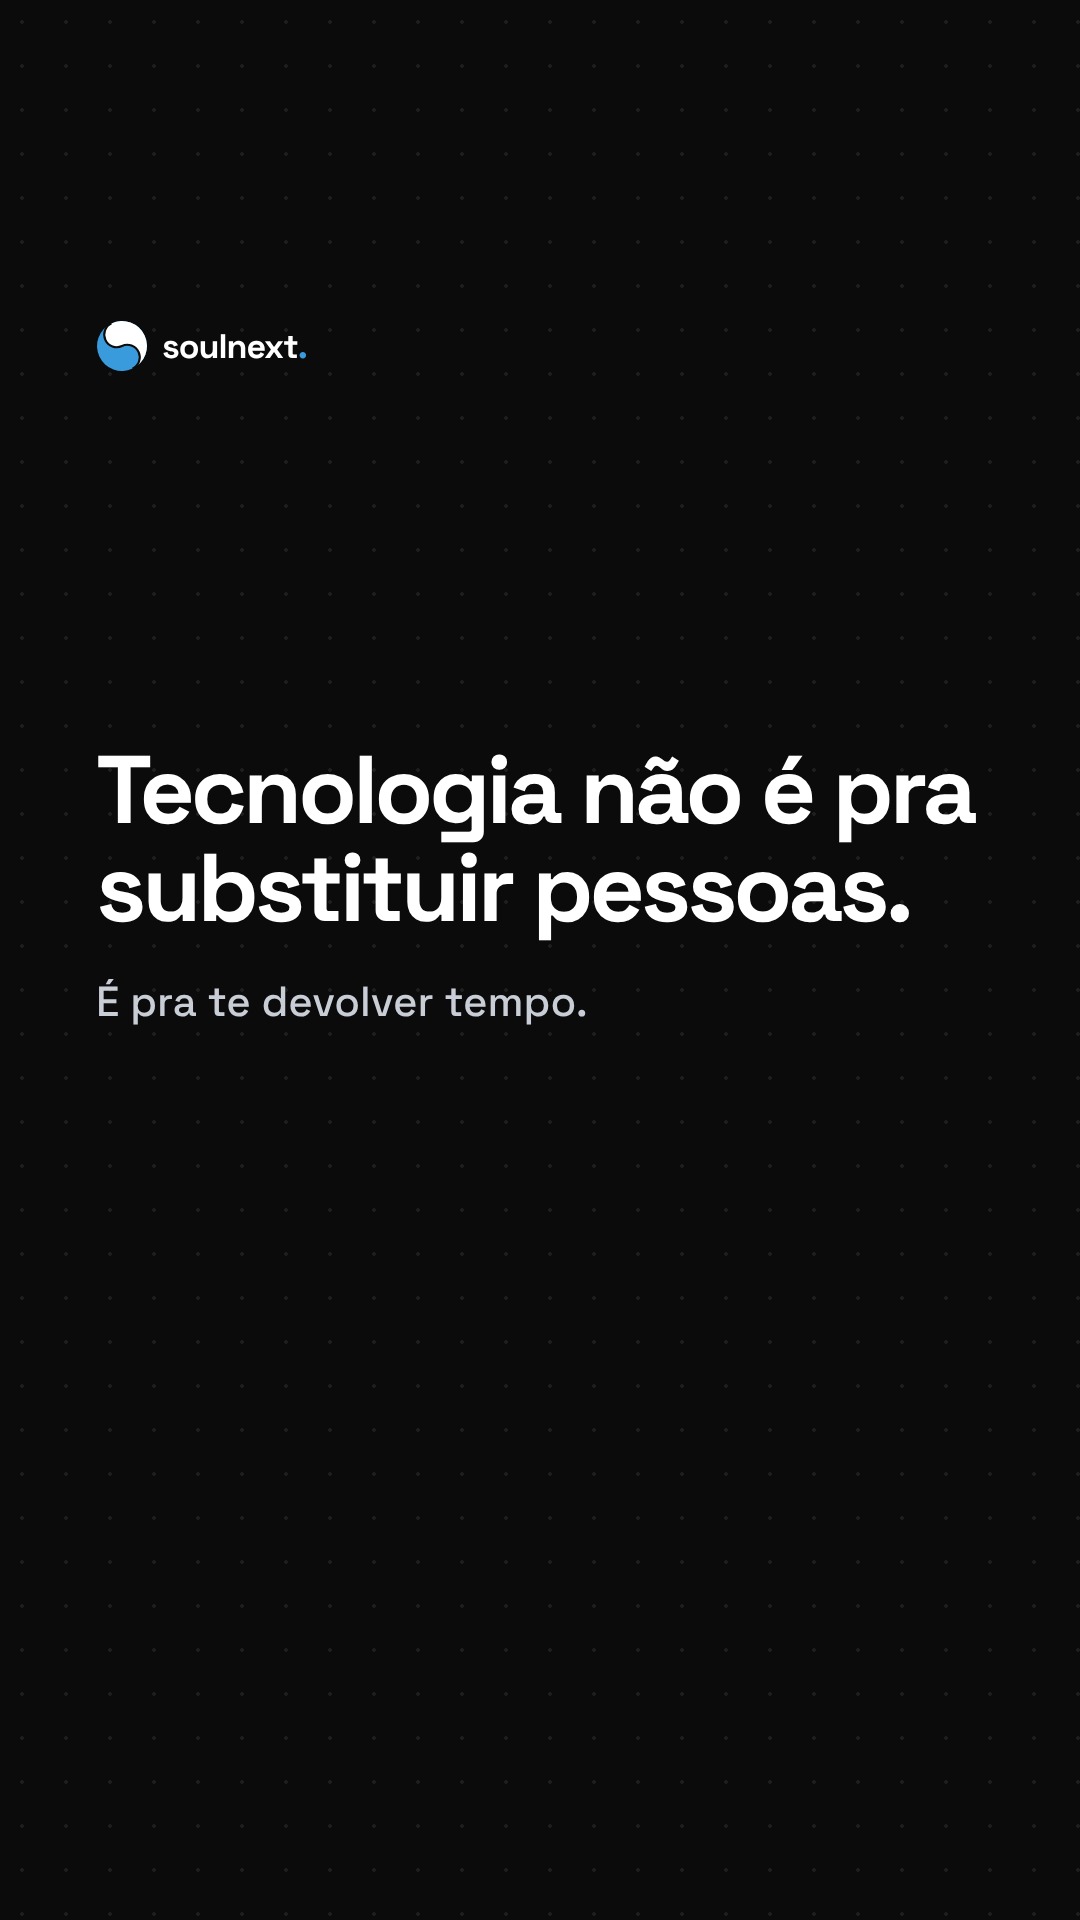 soulnext.
Tecnologia não é pra
substituir pessoas.
É pra te devolver tempo.